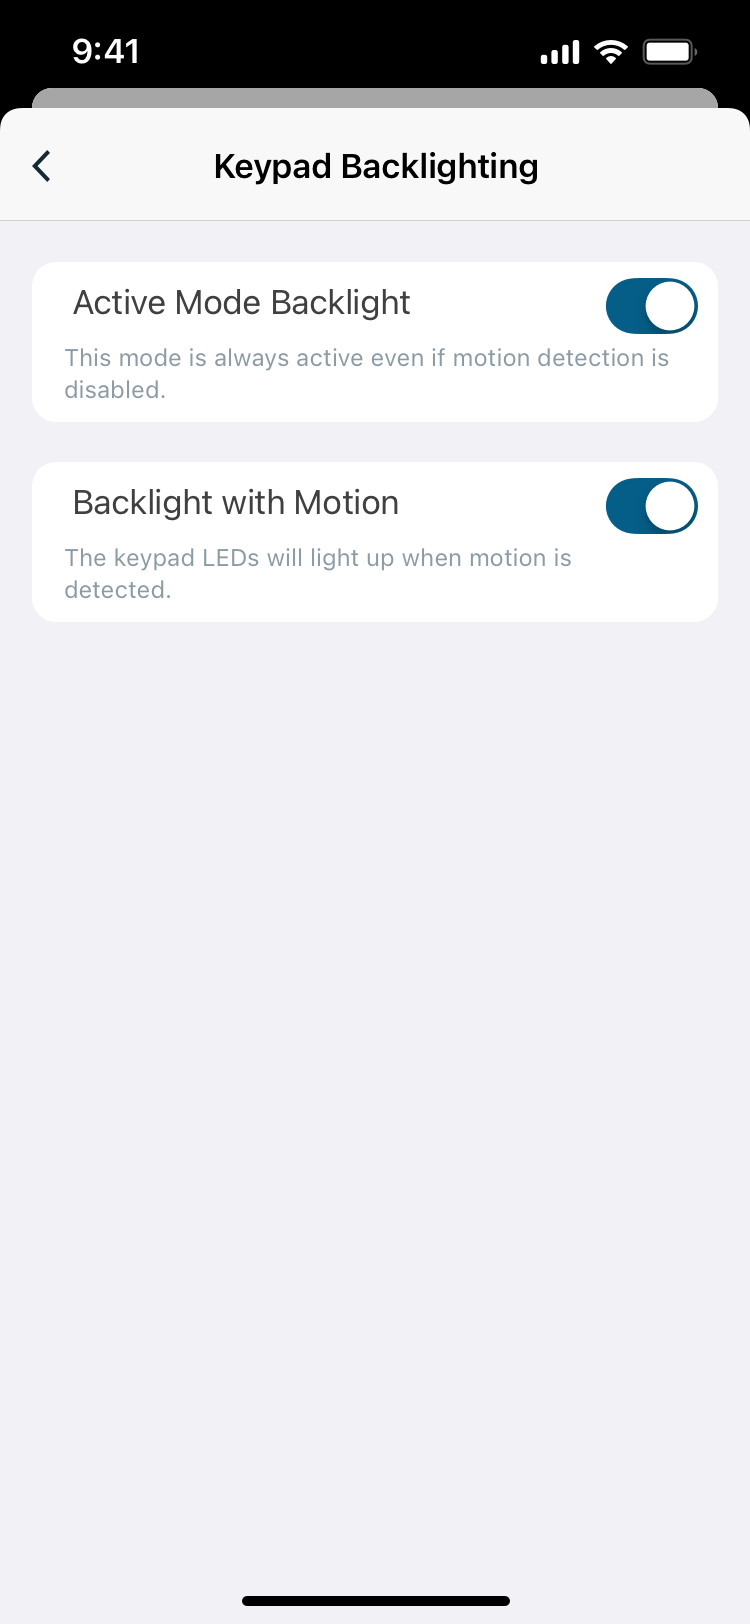 9:41
Keypad Backlighting
Active Mode Backlight
This mode is always active even if motion detection is
disabled.
Backlight with Motion
The keypad LEDs will light up when motion is
detected.